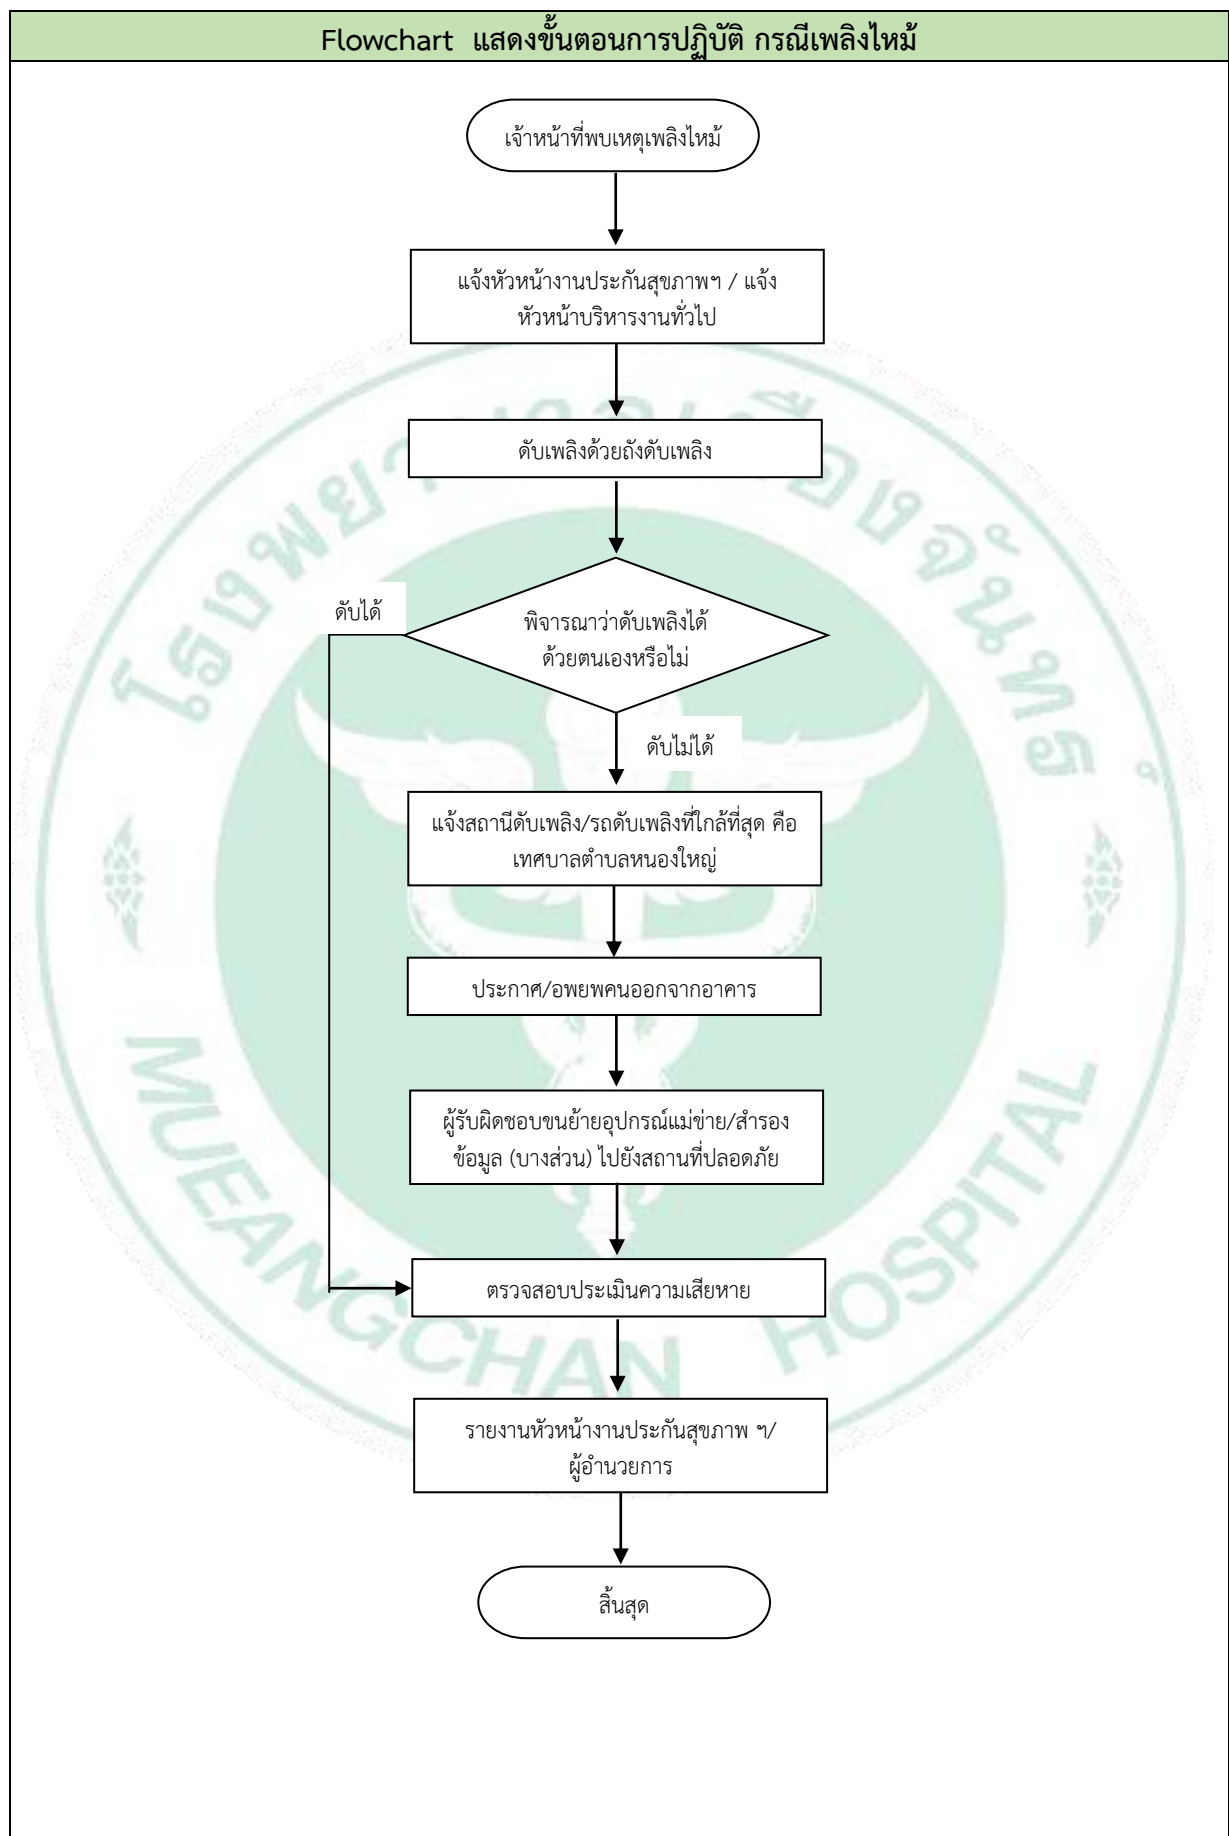 Flowchart แสดงขั้นตอนการปฏิบัติ กรณีเพลิงไหม้
เจ้าหน้าที่พบเหตุเพลิงไหม้
แจ้งหัวหน้างานประกันสุขภาพฯ / แจ้ง
หัวหน้าบริหารงานทั่วไป
ดับเพลิงด้วยถังดับเพลิง
ดับได้
พิจารณาว่าดับเพลิงได้
ด้วยตนเองหรือไม่
ดับไม่ได้
แจ้งสถานีดับเพลิง/รถดับเพลิงที่ใกล้ที่สุด คือ
เทศบาลตำบลหนองใหญ่
ประกาศ/อพยพคนออกจากอาคาร
ผู้รับผิดชอบขนย้ายอุปกรณ์แม่ข่าย/สำรอง
ข้อมูล (บางส่วน) ไปยังสถานที่ปลอดภัย
ตรวจสอบประเมินความเสียหาย
รายงานหัวหน้างานประกันสุขภาพ ฯ/
ผู้อำนวยการ
สิ้นสุด
MUEANGCHAN HOSPITAL